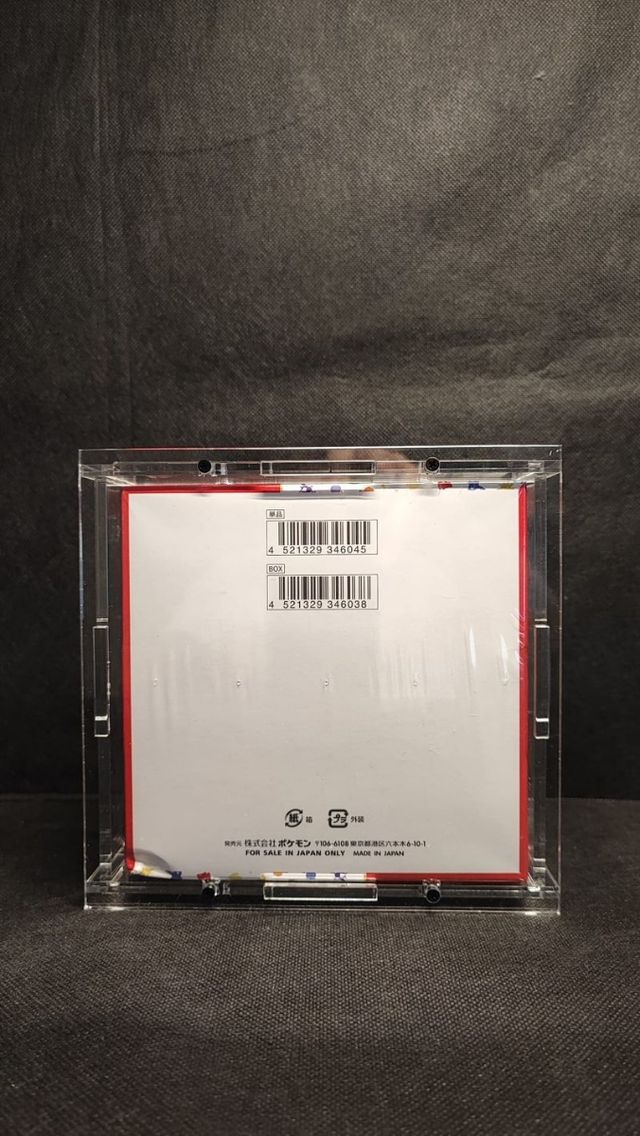 単品
4 521329 346045
BOX
4 521329 346038
紙 箱 プラ 外装
発売元 株式会社 ポケモン 〒106-6108 東京都港区六本木6-10-1
FOR SALE IN JAPAN ONLY MADE IN JAPAN